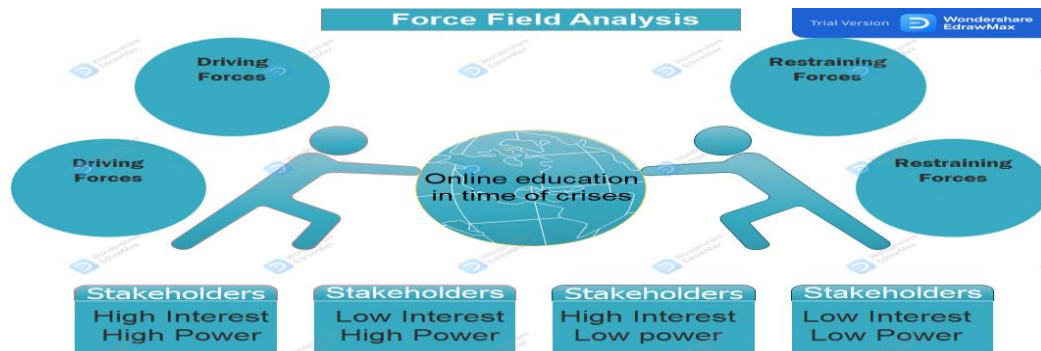 Force Field Analysis
Trial Version
Wondershare
EdrawMax
Driving
Forces
Restraining
Forces
Driving
Forces
Online education
in time of crises
Restraining
Forces
Stakeholders
High Interest
High Power
Stakeholders
Low Interest
High Power
Stakeholders
High Interest
Low power
Stakeholders
Low Interest
Low Power